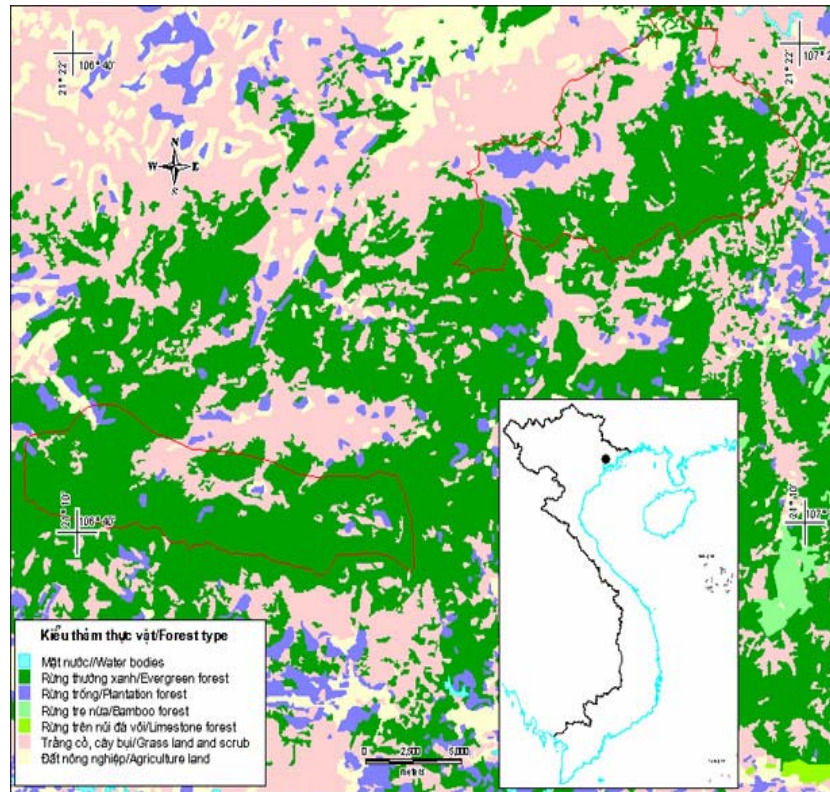 21° 22'
106° 40'
21° 22'
N
W E
S
21° 10'
106° 40'
21° 10'
Kiểu thảm thực vật/Forest type
Mặt nước//Water bodies
Rừng thường xanh/Evergreen forest
Rừng trồng/Plantation forest
Rừng tre nứa/Bamboo forest
Rừng trên núi đá vôi/Limestone forest
Trảng cỏ, cây bụi/Grass land and scrub
Đất nông nghiệp/Agriculture land
0 2,500 5,000
meters